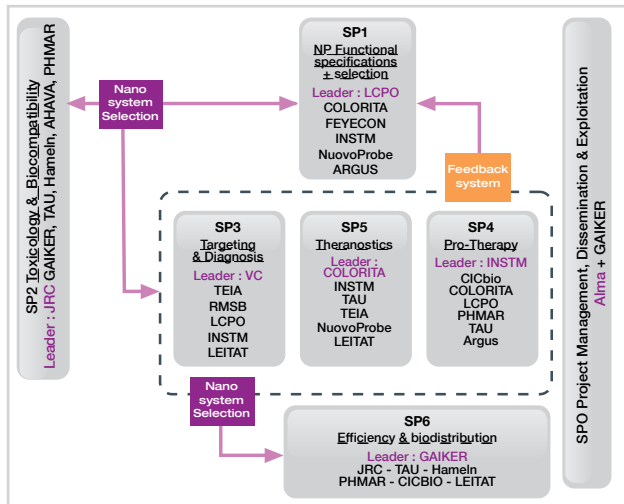 SP1
NP Functional
specifications
+ selection
Leader : LCPO
COLORITA
FEYECON
INSTM
NuovoProbe
ARGUS
Nano
system
Selection
SP2 Toxicology & Biocompatibility
Leader : JRC GAIKER, TAU, Hameln, AHAVA, PHMAR
Feedback
system
SP3
Targeting
& Diagnosis
Leader : VC
TEIA
RMSB
LCPO
INSTM
LEITAT
SP5
Theranostics
Leader :
COLORITA
INSTM
TAU
TEIA
NuovoProbe
LEITAT
SP4
Pro-Therapy
Leader : INSTM
CICbio
COLORITA
LCPO
PHMAR
TAU
Argus
Nano
system
Selection
SP6
Efficiency & biodistribution
Leader : GAIKER
JRC - TAU - Hameln
PHMAR - CICBIO - LEITAT
SPO Project Management, Dissemination & Exploitation
Alma + GAIKER